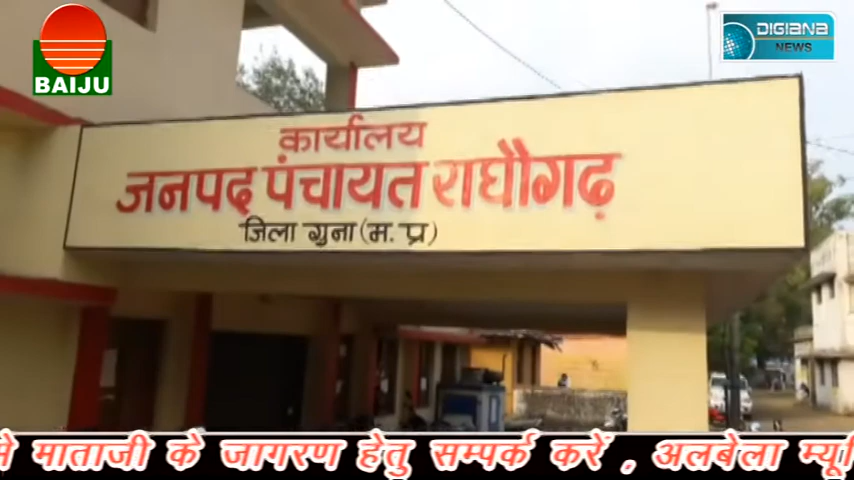 BAIJU
DIGIANA
NEWS
कार्यालय
जनपद पंचायत राघौगढ़
जिला गुना (म. प्र)
माताजी के जागरण हेतु सम्पर्क करें , अलबेला